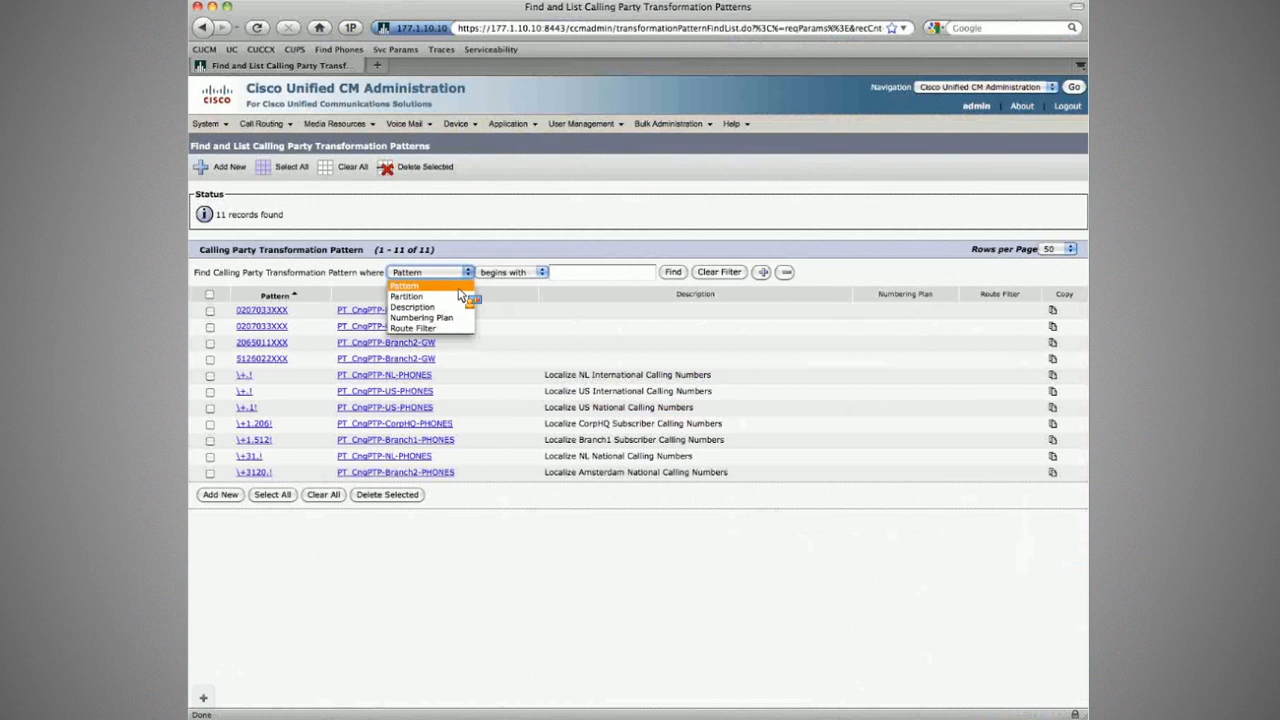 Find and List Calling Party Transformation Patterns
1P
177.1.10.10
https://177.1.10.10:8443/ccmadmin/transformationPatternFindList.do?%3C%=reqParams%%3E&recCnt
Google
CUCM UC CUCCX CUPS Find Phones Svc Params Traces Serviceability
Find and List Calling Party Transf...
CISCO
Cisco Unified CM Administration
For Cisco Unified Communications Solutions
Navigation Cisco Unified CM Administration Go
admin About Logout
System Call Routing Media Resources Voice Mail Device Application User Management Bulk Administration Help
Find and List Calling Party Transformation Patterns
Add New Select All Clear All Delete Selected
Status
11 records found
Calling Party Transformation Pattern (1 - 11 of 11) Rows per Page 50
Find Calling Party Transformation Pattern where Pattern begins with Find Clear Filter
Pattern
Partition
Description
Numbering Plan
Route Filter
Pattern Description Numbering Plan Route Filter Copy
0207033XXX
0207033XXX
2065011XXX PT_CngPTP-Branch2-GW
5126022XXX PT_CngPTP-Branch2-GW
\+.! PT_CngPTP-NL-PHONES Localize NL International Calling Numbers
\+.! PT_CngPTP-US-PHONES Localize US International Calling Numbers
\+.1! PT_CngPTP-US-PHONES Localize US National Calling Numbers
\+1.206! PT_CngPTP-CorpHQ-PHONES Localize CorpHQ Subscriber Calling Numbers
\+1.512! PT_CngPTP-Branch1-PHONES Localize Branch1 Subscriber Calling Numbers
\+31.! PT_CngPTP-NL-PHONES Localize NL National Calling Numbers
\+3120.! PT_CngPTP-Branch2-PHONES Localize Amsterdam National Calling Numbers
Add New Select All Clear All Delete Selected
Done